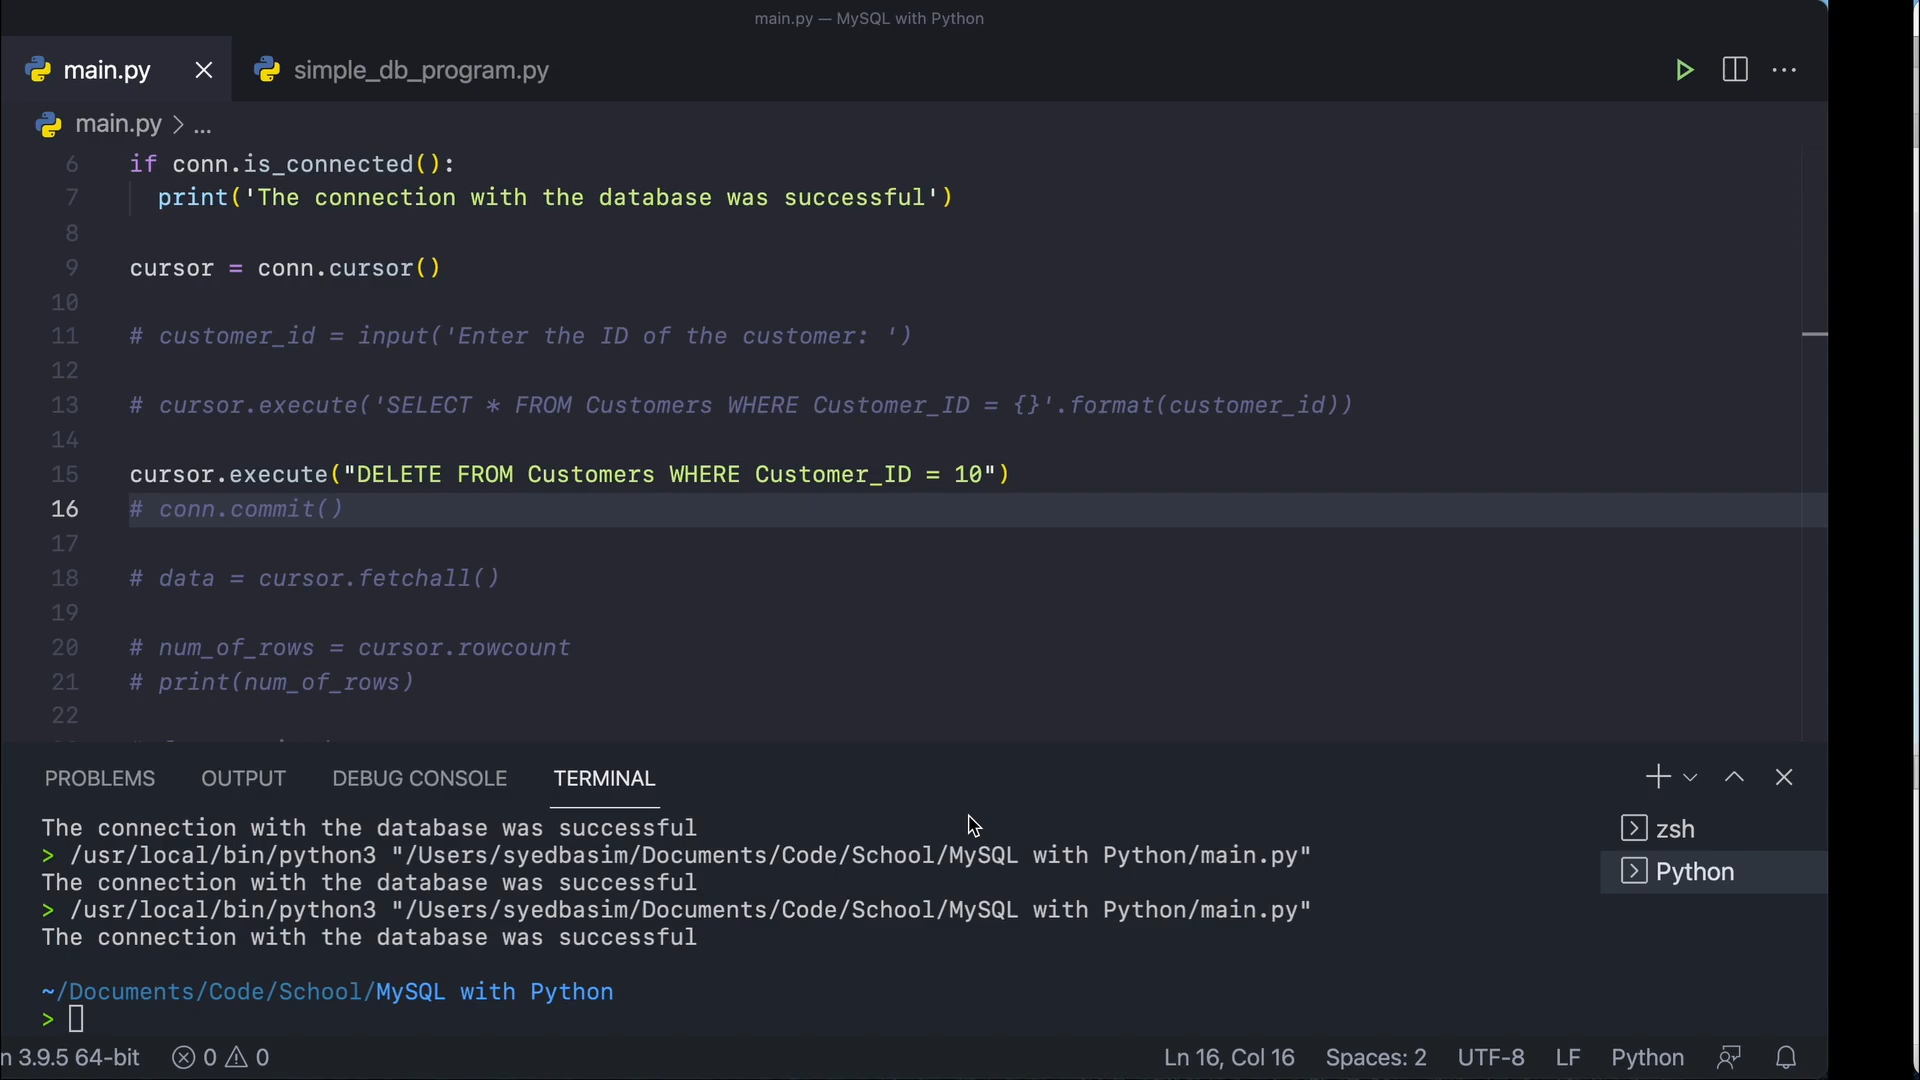 main.py — MySQL with Python
main.py simple_db_program.py
main.py > ...
6 if conn.is_connected():
7 print('The connection with the database was successful')
8
9 cursor = conn.cursor()
10
11 # customer_id = input('Enter the ID of the customer: ')
12
13 # cursor.execute('SELECT * FROM Customers WHERE Customer_ID = {}'.format(customer_id))
14
15 cursor.execute("DELETE FROM Customers WHERE Customer_ID = 10")
16 # conn.commit()
17
18 # data = cursor.fetchall()
19
20 # num_of_rows = cursor.rowcount
21 # print(num_of_rows)
22
PROBLEMS OUTPUT DEBUG CONSOLE TERMINAL
The connection with the database was successful
> /usr/local/bin/python3 "/Users/syedbasim/Documents/Code/School/MySQL with Python/main.py"
The connection with the database was successful
> /usr/local/bin/python3 "/Users/syedbasim/Documents/Code/School/MySQL with Python/main.py"
The connection with the database was successful
~/Documents/Code/School/MySQL with Python
>
zsh
Python
n 3.9.5 64-bit 0 0 Ln 16, Col 16 Spaces: 2 UTF-8 LF Python